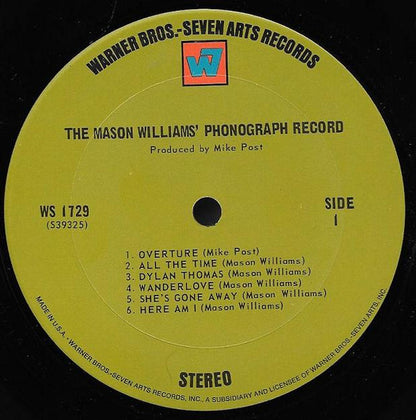 WARNER BROS.-SEVEN ARTS RECORDS
W7
THE MASON WILLIAMS' PHONOGRAPH RECORD
Produced by Mike Post
WS 1729
(S39325)
SIDE
1
1. OVERTURE (Mike Post)
2. ALL THE TIME (Mason Williams)
3. DYLAN THOMAS (Mason Williams)
4. WANDERLOVE (Mason Williams)
5. SHE'S GONE AWAY (Mason Williams)
6. HERE AM I (Mason Williams)
STEREO
MADE IN U.S.A. • WARNER BROS.-SEVEN ARTS RECORDS, INC., A SUBSIDIARY AND LICENSEE OF WARNER BROS.-SEVEN ARTS, INC.